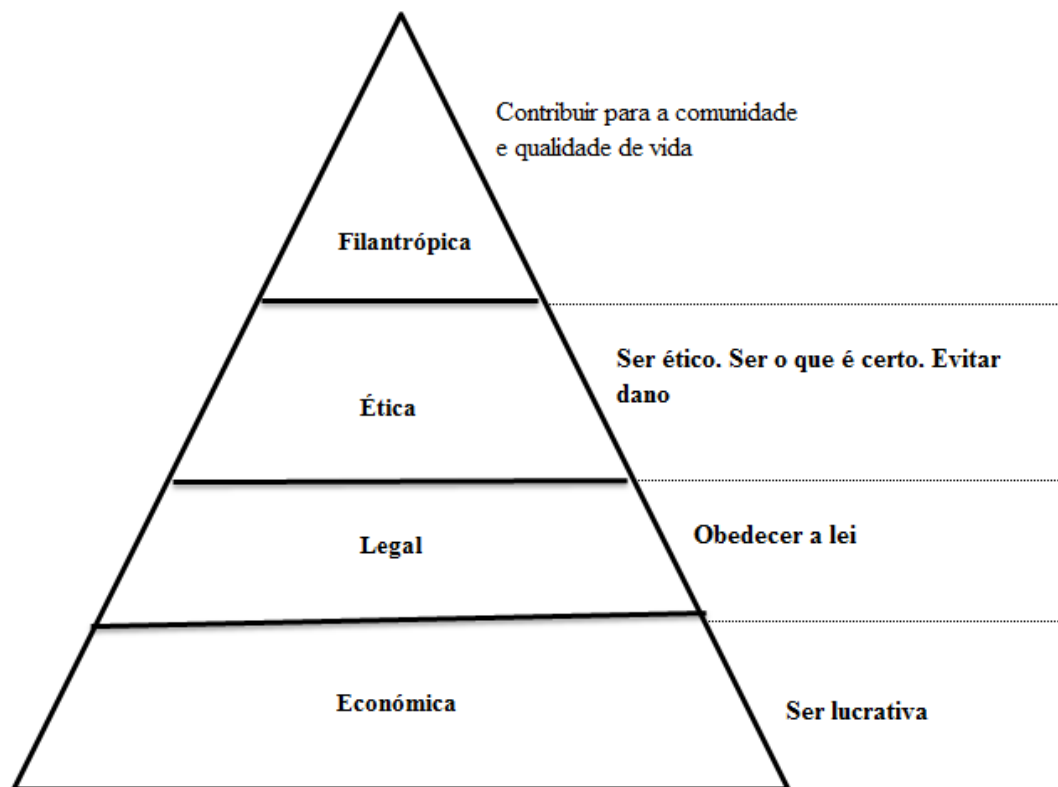 Contribuir para a comunidade
e qualidade de vida
Filantrópica
Ser ético. Ser o que é certo. Evitar
dano
Ética
Obedecer a lei
Legal
Económica
Ser lucrativa